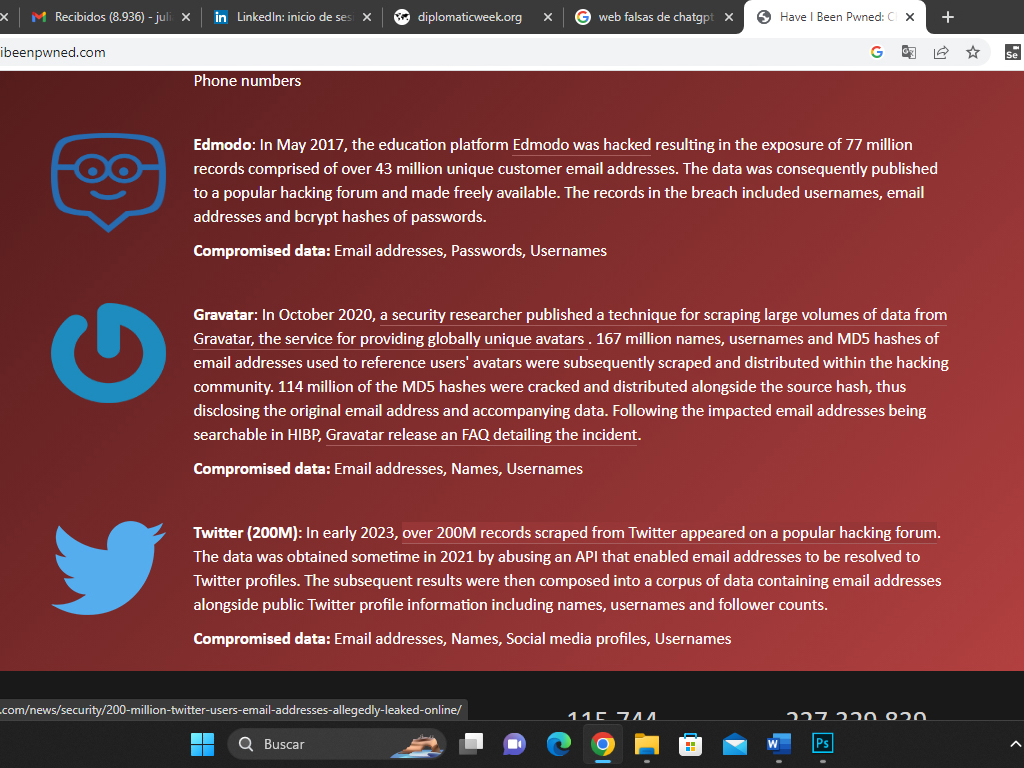 Recibidos (8.936) - juli
LinkedIn: inicio de ses
diplomaticweek.org
web falsas de chatgpt
Have I Been Pwned: C
ibeenpwned.com
Se
Phone numbers
Edmodo: In May 2017, the education platform Edmodo was hacked resulting in the exposure of 77 million
records comprised of over 43 million unique customer email addresses. The data was consequently published
to a popular hacking forum and made freely available. The records in the breach included usernames, email
addresses and bcrypt hashes of passwords.
Compromised data: Email addresses, Passwords, Usernames
Gravatar: In October 2020, a security researcher published a technique for scraping large volumes of data from
Gravatar, the service for providing globally unique avatars . 167 million names, usernames and MD5 hashes of
email addresses used to reference users' avatars were subsequently scraped and distributed within the hacking
community. 114 million of the MD5 hashes were cracked and distributed alongside the source hash, thus
disclosing the original email address and accompanying data. Following the impacted email addresses being
searchable in HIBP, Gravatar release an FAQ detailing the incident.
Compromised data: Email addresses, Names, Usernames
Twitter (200M): In early 2023, over 200M records scraped from Twitter appeared on a popular hacking forum.
The data was obtained sometime in 2021 by abusing an API that enabled email addresses to be resolved to
Twitter profiles. The subsequent results were then composed into a corpus of data containing email addresses
alongside public Twitter profile information including names, usernames and follower counts.
Compromised data: Email addresses, Names, Social media profiles, Usernames
.com/news/security/200-million-twitter-users-email-addresses-allegedly-leaked-online/
115,744
Buscar
Ps